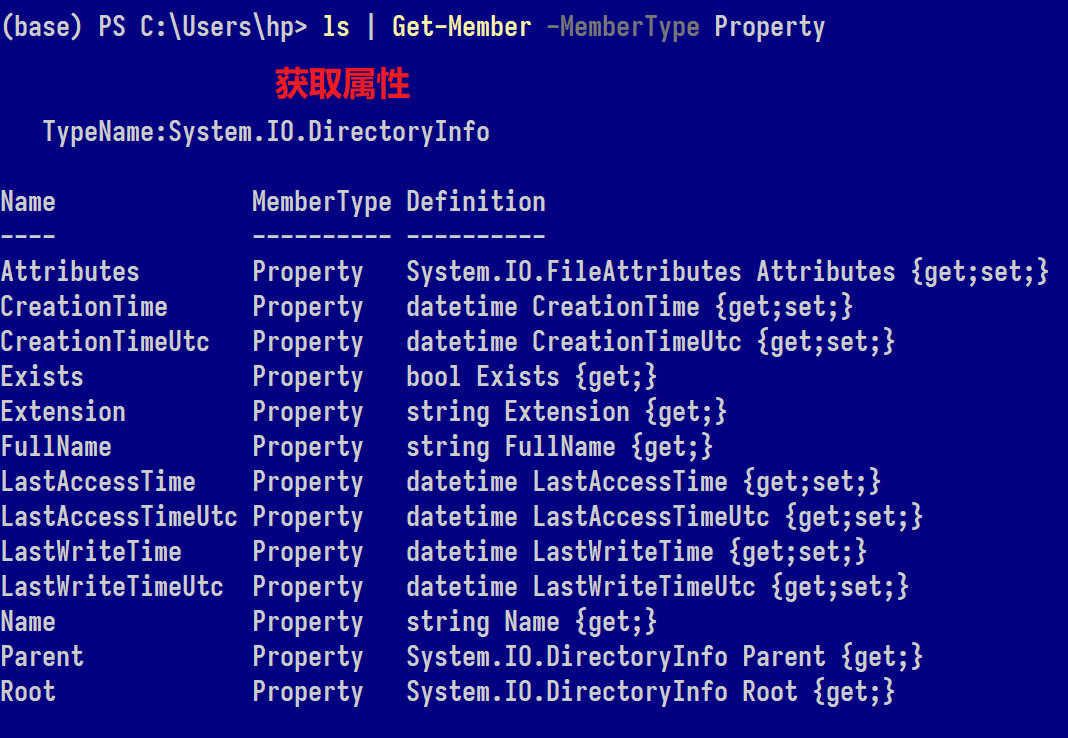 (base) PS C:\Users\hp> ls | Get-Member -MemberType Property
获取属性
TypeName:System.IO.DirectoryInfo
Name MemberType Definition
---- ---------- ----------
Attributes Property System.IO.FileAttributes Attributes {get;set;}
CreationTime Property datetime CreationTime {get;set;}
CreationTimeUtc Property datetime CreationTimeUtc {get;set;}
Exists Property bool Exists {get;}
Extension Property string Extension {get;}
FullName Property string FullName {get;}
LastAccessTime Property datetime LastAccessTime {get;set;}
LastAccessTimeUtc Property datetime LastAccessTimeUtc {get;set;}
LastWriteTime Property datetime LastWriteTime {get;set;}
LastWriteTimeUtc Property datetime LastWriteTimeUtc {get;set;}
Name Property string Name {get;}
Parent Property System.IO.DirectoryInfo Parent {get;}
Root Property System.IO.DirectoryInfo Root {get;}